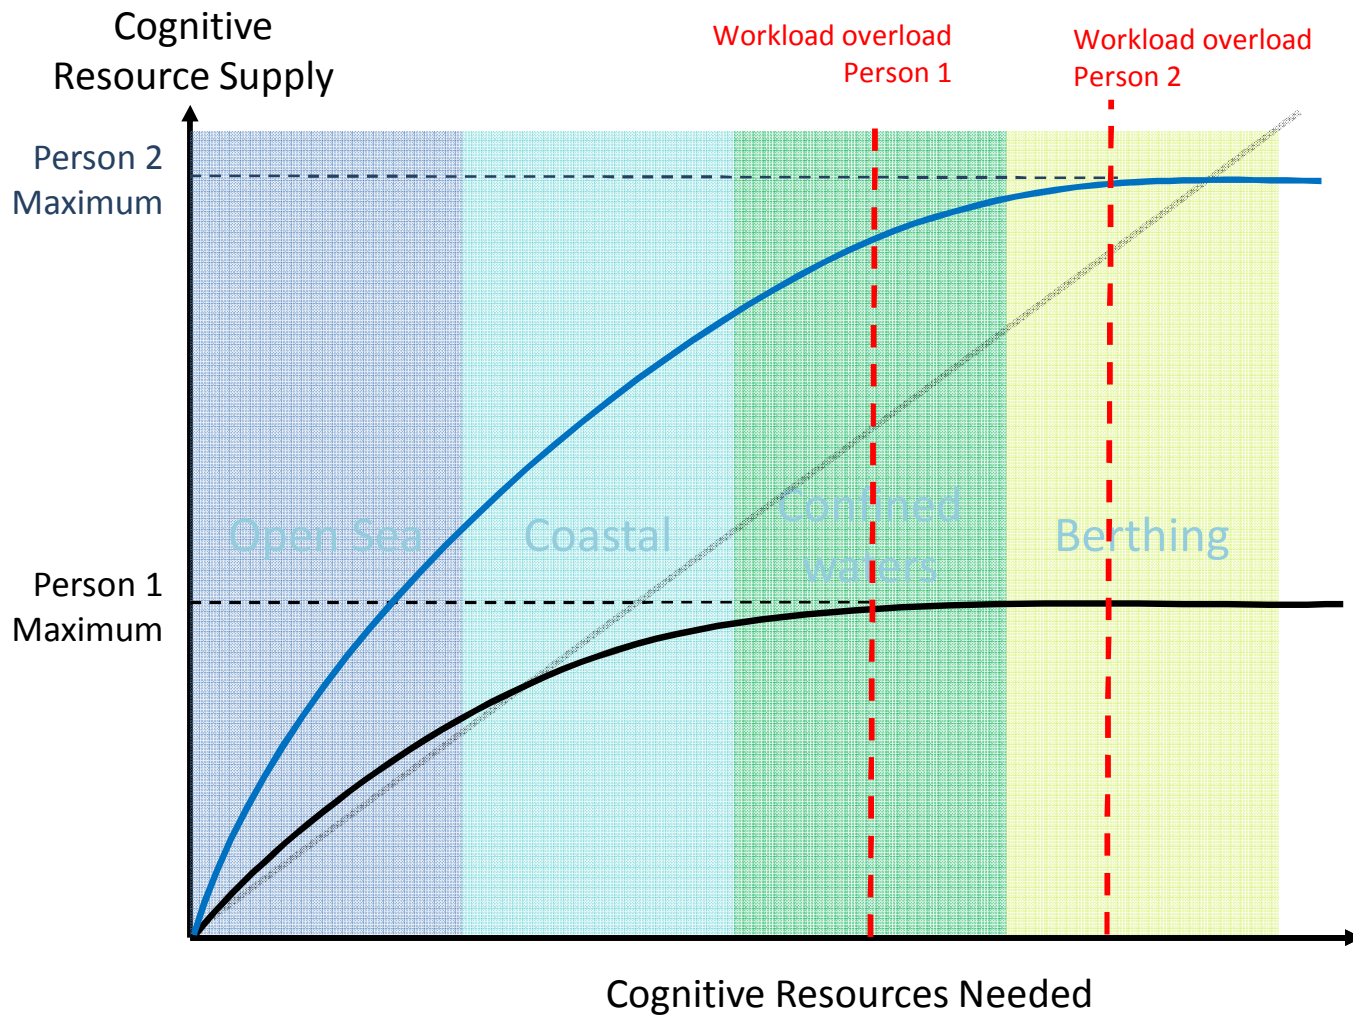 Cognitive
Resource Supply
Workload overload
Person 1
Workload overload
Person 2
Person 2
Maximum
Open Sea
Coastal
Confined
waters
Berthing
Person 1
Maximum
Cognitive Resources Needed